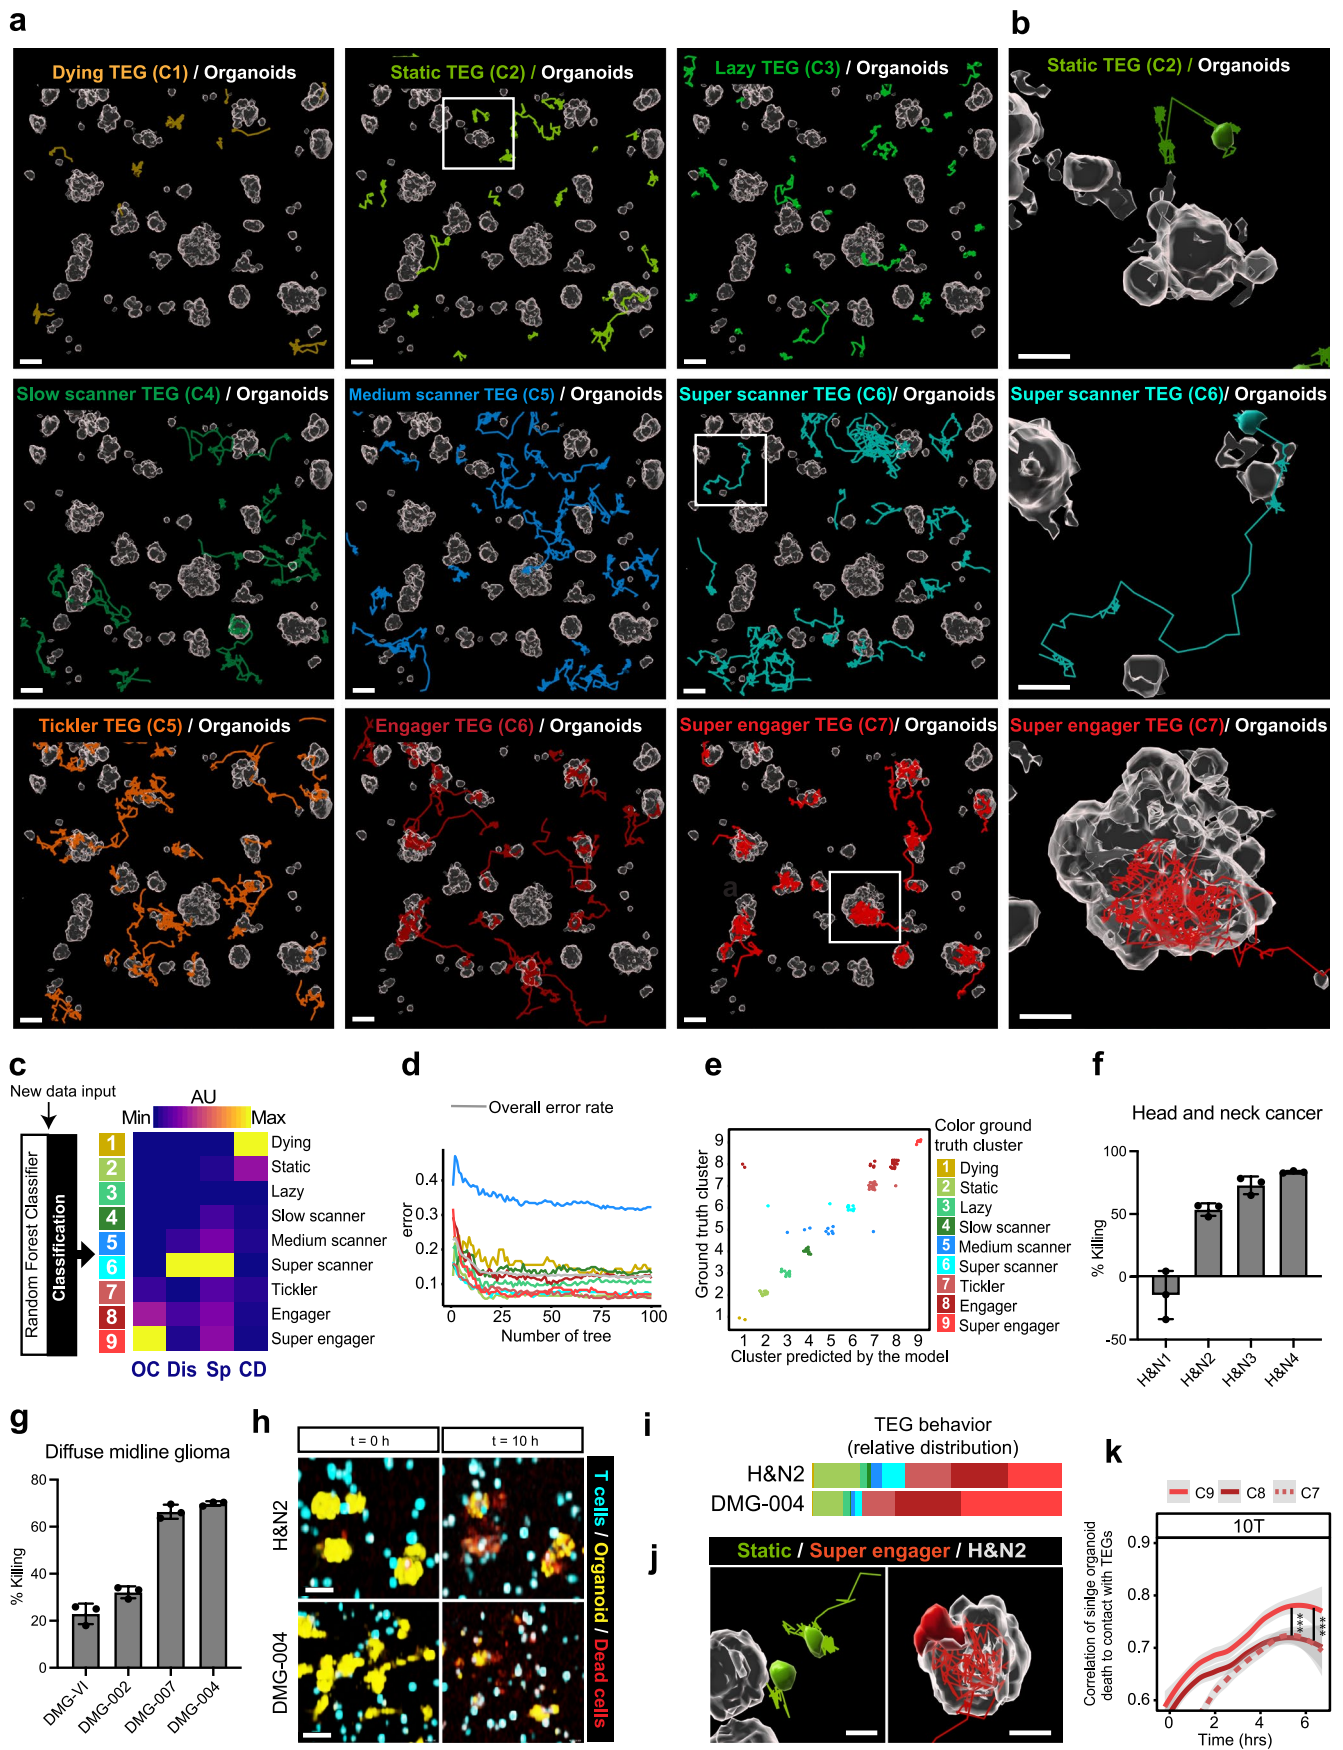 a
b
Dying TEG (C1) / Organoids
Static TEG (C2) / Organoids
Lazy TEG (C3) / Organoids
Static TEG (C2) / Organoids
Slow scanner TEG (C4) / Organoids
Medium scanner TEG (C5) / Organoids
Super scanner TEG (C6)/ Organoids
Super scanner TEG (C6)/ Organoids
Tickler TEG (C5) / Organoids
Engager TEG (C6) / Organoids
Super engager TEG (C7)/ Organoids
Super engager TEG (C7)/ Organoids
a
c
New data input
AU
Min
Max
Random Forest Classifier
Classification
1 Dying
2 Static
3 Lazy
4 Slow scanner
5 Medium scanner
6 Super scanner
7 Tickler
8 Engager
9 Super engager
OC Dis Sp CD
d
Overall error rate
error
0.4
0.3
0.2
0.1
0 25 50 75 100
Number of tree
e
Ground truth cluster
9
8
7
6
5
4
3
2
1
1 2 3 4 5 6 7 8 9
Cluster predicted by the model
Color ground
truth cluster
1 Dying
2 Static
3 Lazy
4 Slow scanner
5 Medium scanner
6 Super scanner
7 Tickler
8 Engager
9 Super engager
f
Head and neck cancer
% Killing
100
50
0
-50
H&N1 H&N2 H&N3 H&N4
g
Diffuse midline glioma
% Killing
80
60
40
20
0
DMG-VI DMG-002 DMG-007 DMG-004
h
t = 0 h
t = 10 h
H&N2
DMG-004
T cells / Organoid / Dead cells
i
TEG behavior
(relative distribution)
H&N2
DMG-004
j
Static / Super engager / H&N2
k
C9 C8 C7
10T
Correlation of sinlge organoid
death to contact with TEGs
0.9
0.8
0.7
0.6
***
***
0 2 4 6
Time (hrs)